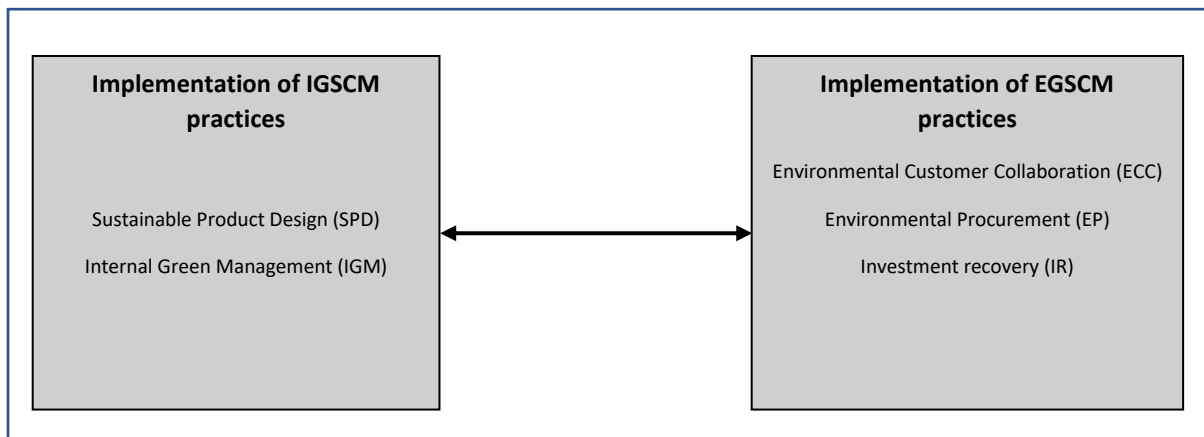 Implementation of IGSCM
practices
Sustainable Product Design (SPD)
Internal Green Management (IGM)
Implementation of EGSCM
practices
Environmental Customer Collaboration (ECC)
Environmental Procurement (EP)
Investment recovery (IR)